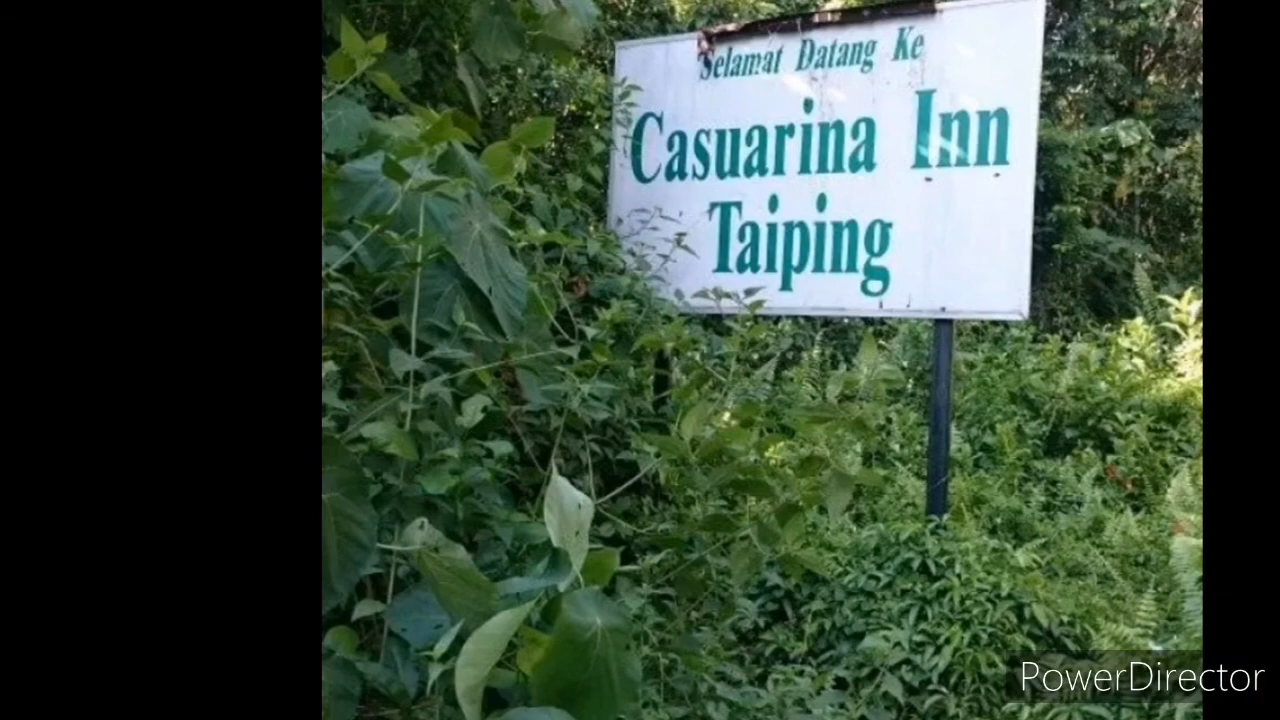 Selamat Datang Ke
Casuarina Inn
Taiping
PowerDirector